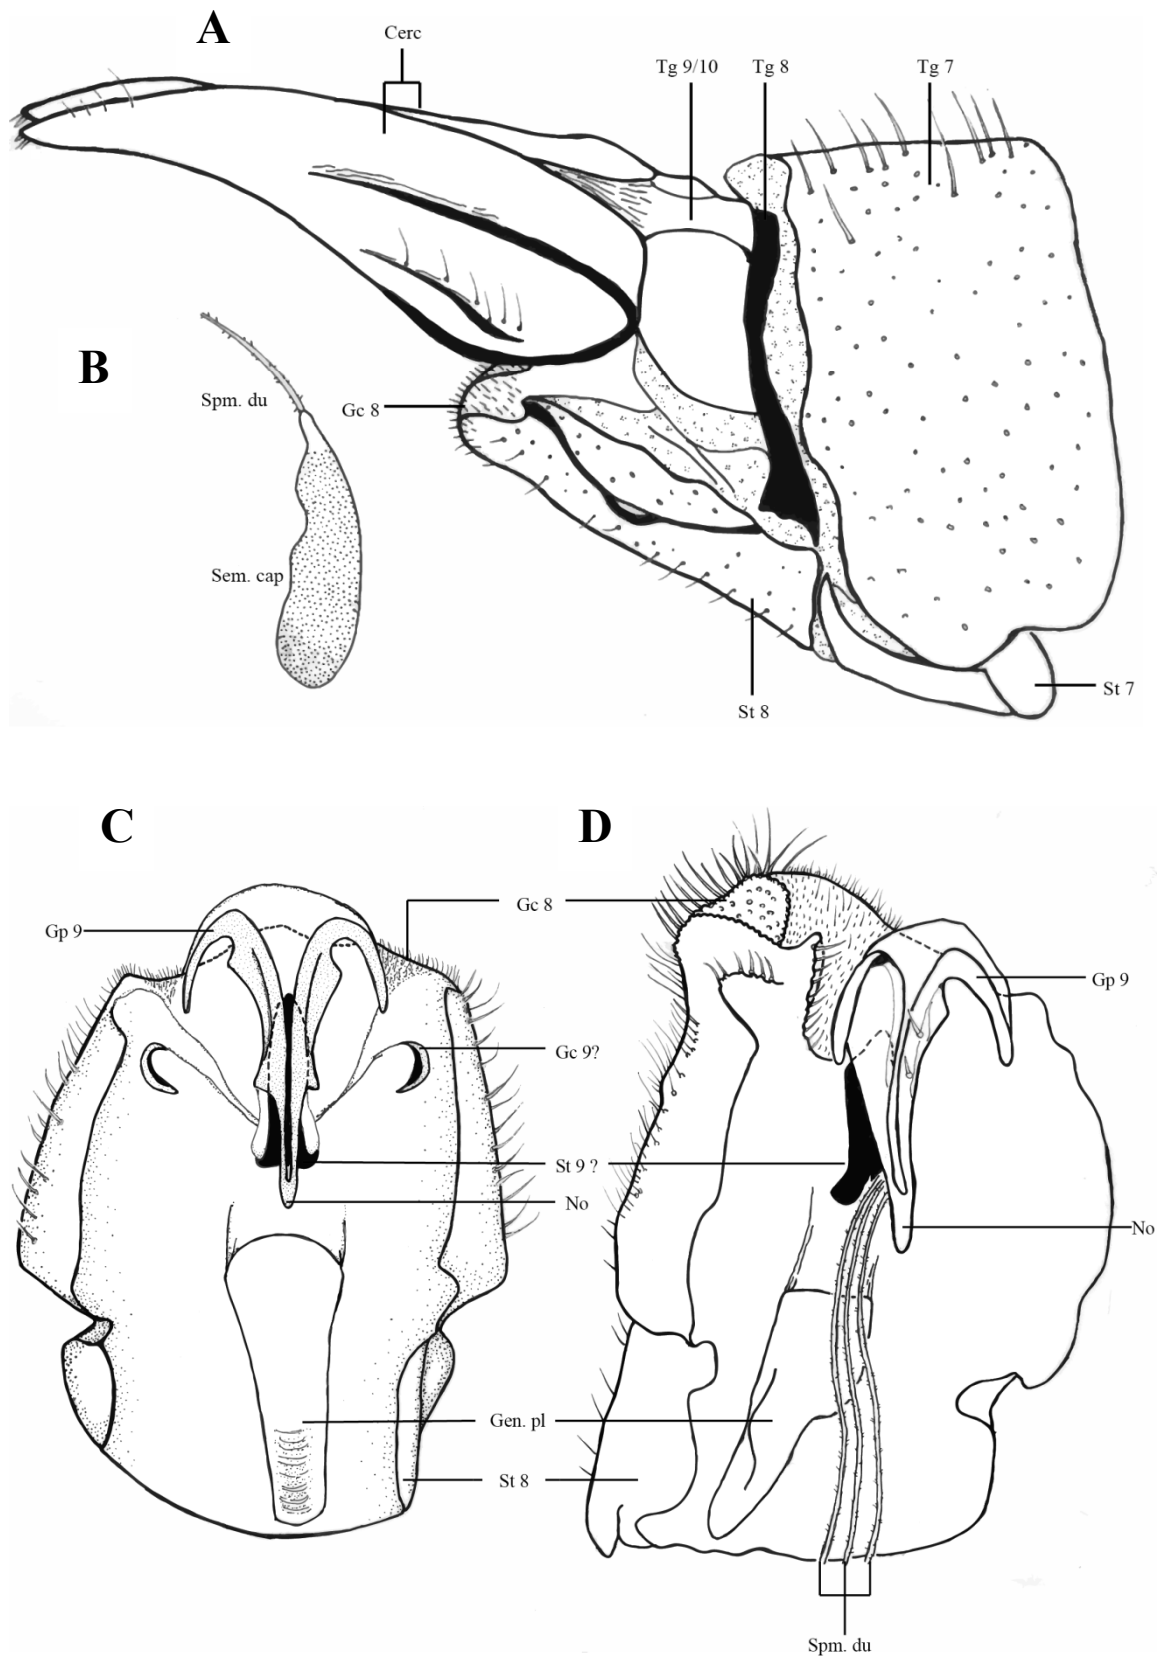 A
Cerc
Tg 9/10
Tg 8
Tg 7
B
Spm. du
Gc 8
Sem. cap
St 8
St 7
C
D
Gc 8
Gp 9
Gp 9
Gc 9?
St 9 ?
No
No
Gen. pl
St 8
Spm. du